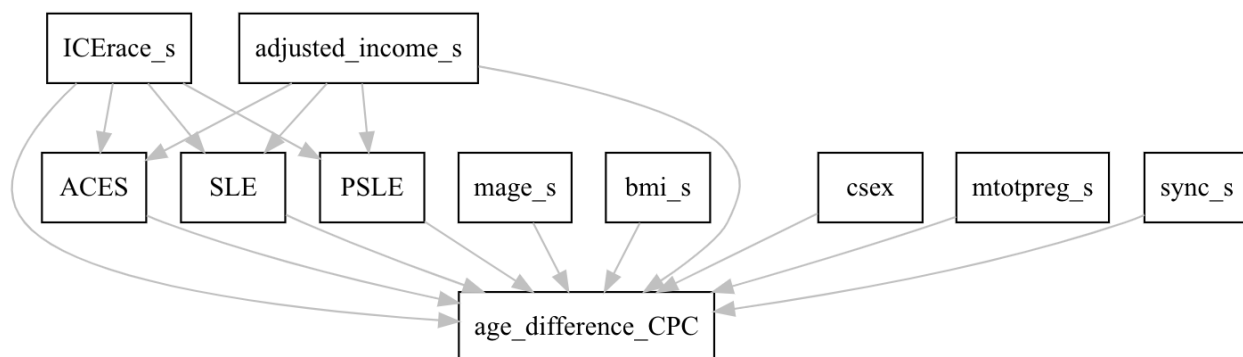 ICErace_s
adjusted_income_s
ACES
SLE
PSLE
mage_s
bmi_s
csex
mtotpreg_s
sync_s
age_difference_CPC